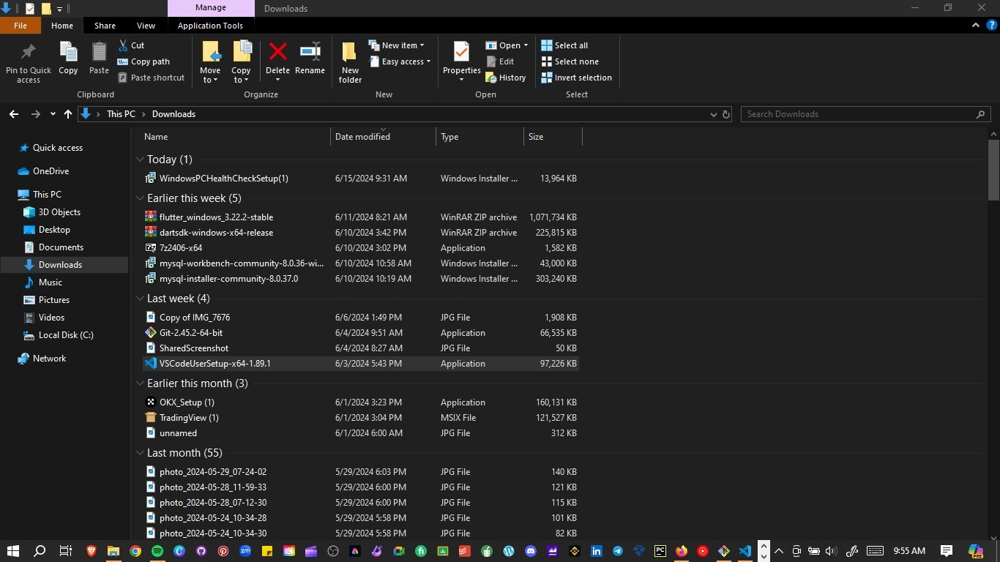 Manage Downloads
File Home Share View Application Tools
Pin to Quick access
Copy
Paste
Cut
Copy path
Paste shortcut
Clipboard
Move to
Copy to
Delete
Rename
Organize
New folder
New item
Easy access
New
Properties
Open
Edit
History
Open
Select all
Select none
Invert selection
Select
This PC Downloads
Search Downloads
Quick access
OneDrive
This PC
3D Objects
Desktop
Documents
Downloads
Music
Pictures
Videos
Local Disk (C:)
Network
Name Date modified Type Size
Today (1)
WindowsPCHealthCheckSetup(1) 6/15/2024 9:31 AM Windows Installer ... 13,964 KB
Earlier this week (5)
flutter_windows_3.22.2-stable 6/11/2024 8:21 AM WinRAR ZIP archive 1,071,734 KB
dartsdk-windows-x64-release 6/10/2024 3:42 PM WinRAR ZIP archive 225,815 KB
7z2406-x64 6/10/2024 3:02 PM Application 1,582 KB
mysql-workbench-community-8.0.36-wi... 6/10/2024 10:58 AM Windows Installer ... 43,000 KB
mysql-installer-community-8.0.37.0 6/10/2024 10:19 AM Windows Installer ... 303,240 KB
Last week (4)
Copy of IMG_7676 6/6/2024 1:49 PM JPG File 1,908 KB
Git-2.45.2-64-bit 6/4/2024 9:51 AM Application 66,535 KB
SharedScreenshot 6/4/2024 8:27 AM JPG File 50 KB
VSCodeUserSetup-x64-1.89.1 6/3/2024 5:43 PM Application 97,226 KB
Earlier this month (3)
OKX_Setup (1) 6/1/2024 3:23 PM Application 160,131 KB
TradingView (1) 6/1/2024 3:04 PM MSIX File 121,527 KB
unnamed 6/1/2024 6:00 AM JPG File 312 KB
Last month (55)
photo_2024-05-29_07-24-02 5/29/2024 6:03 PM JPG File 140 KB
photo_2024-05-28_11-59-33 5/29/2024 6:00 PM JPG File 121 KB
photo_2024-05-28_07-12-30 5/29/2024 6:00 PM JPG File 115 KB
photo_2024-05-24_10-34-28 5/29/2024 5:58 PM JPG File 101 KB
photo_2024-05-24_10-34-30 5/29/2024 5:58 PM JPG File 82 KB
zm fi PC in 9:55 AM PRE